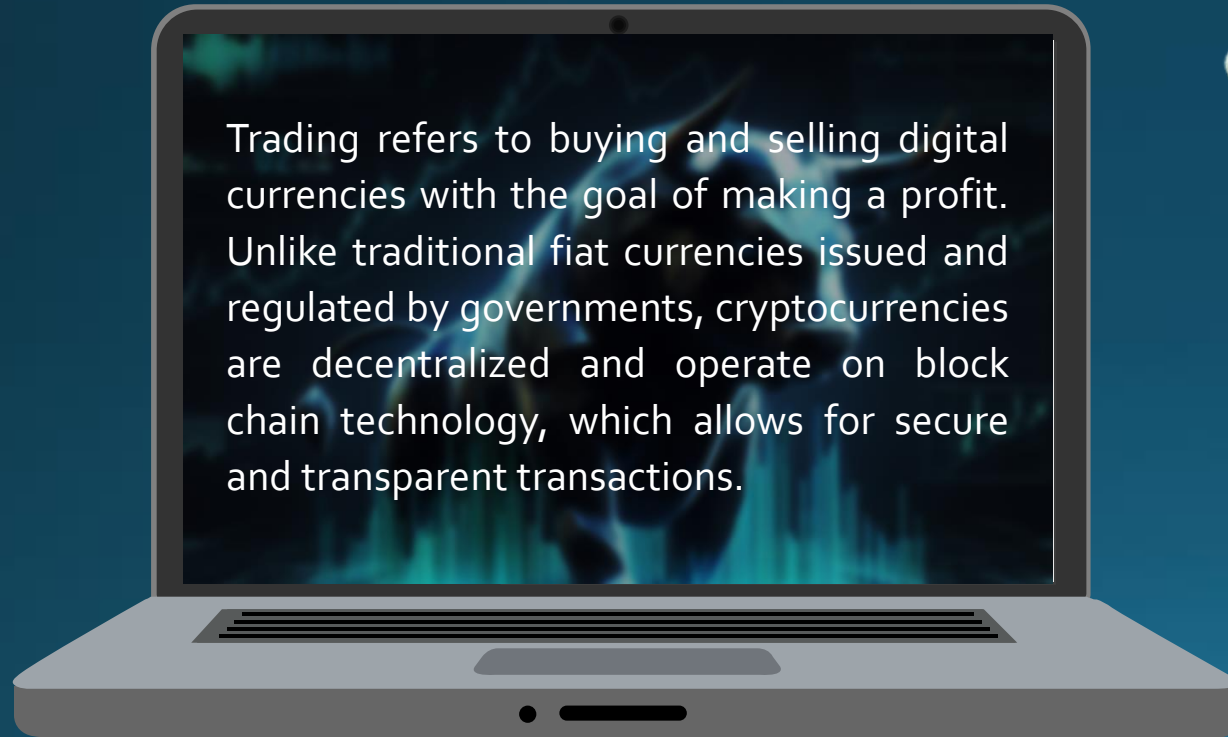 Trading refers to buying and selling digital
currencies with the goal of making a profit.
Unlike traditional fiat currencies issued and
regulated by governments, cryptocurrencies
are decentralized and operate on block
chain technology, which allows for secure
and transparent transactions.